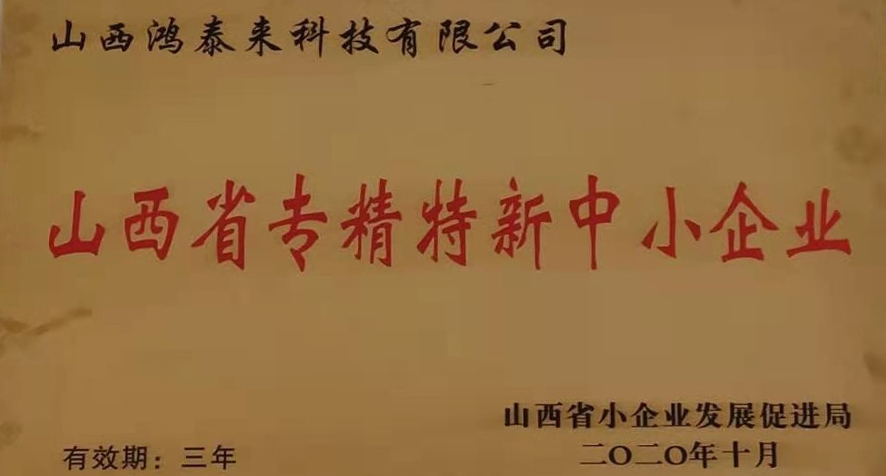 山西鸿泰来科技有限公司
山西省专精特新中小企业
山西省小企业发展促进局
有效期：三年
二〇二〇年十月